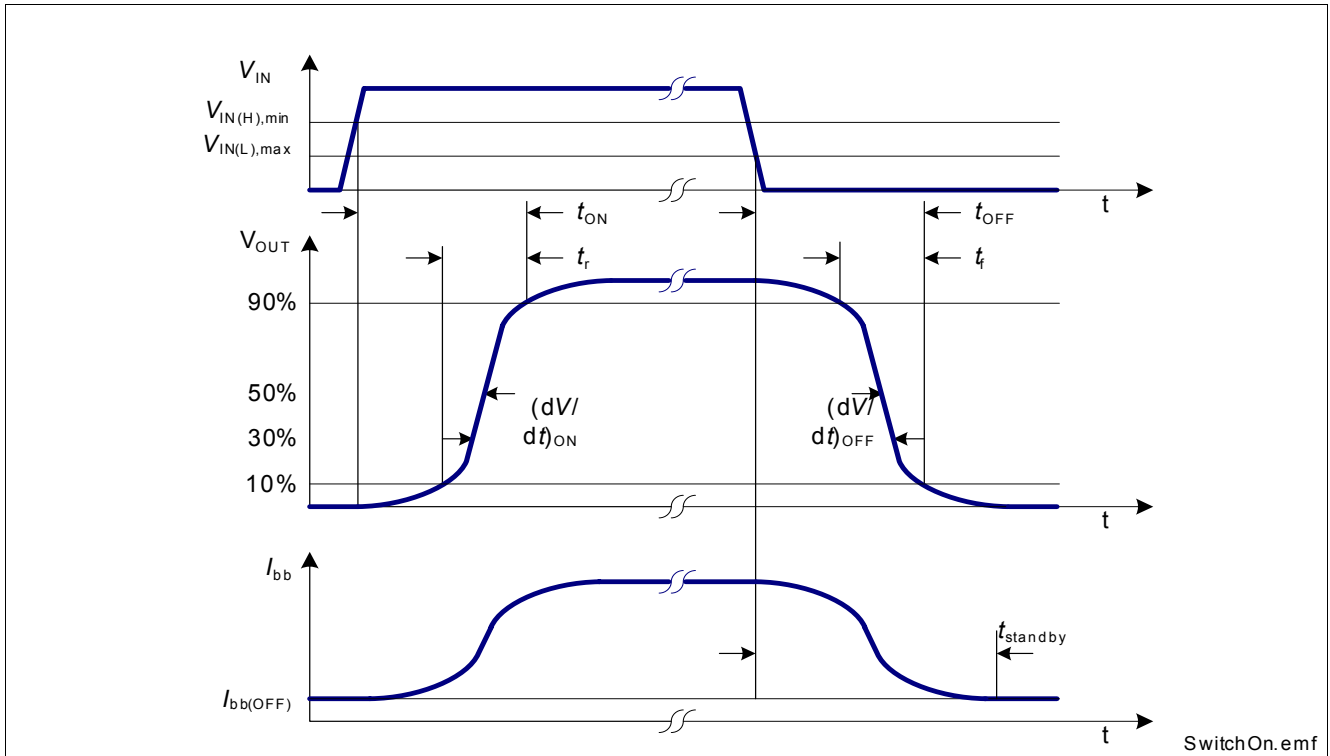 VIN
VIN(H),min
VIN(L),max
t
tON
tOFF
VOUT
tr
tf
90%
50%
(dV/
dt)ON
(dV/
dt)OFF
30%
10%
t
Ibb
tstandby
Ibb(OFF)
t
SwitchOn.emf